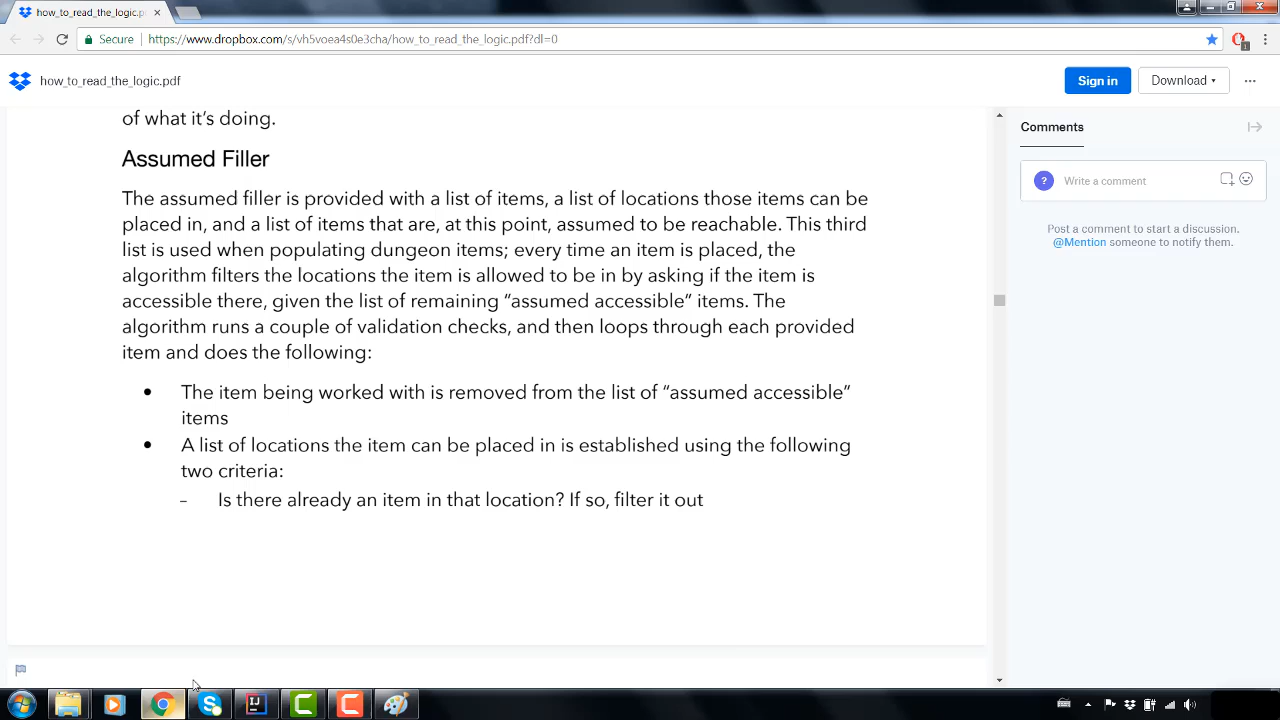 how_to_read_the_logic.p
Secure https://www.dropbox.com/s/vh5voea4s0e3cha/how_to_read_the_logic.pdf?dl=0
1
how_to_read_the_logic.pdf
Sign in
Download
of what it's doing.
Assumed Filler
The assumed filler is provided with a list of items, a list of locations those items can be
placed in, and a list of items that are, at this point, assumed to be reachable. This third
list is used when populating dungeon items; every time an item is placed, the
algorithm filters the locations the item is allowed to be in by asking if the item is
accessible there, given the list of remaining “assumed accessible” items. The
algorithm runs a couple of validation checks, and then loops through each provided
item and does the following:
• The item being worked with is removed from the list of “assumed accessible”
items
• A list of locations the item can be placed in is established using the following
two criteria:
– Is there already an item in that location? If so, filter it out
Comments
? Write a comment
Post a comment to start a discussion.
@Mention someone to notify them.
S IJ C C